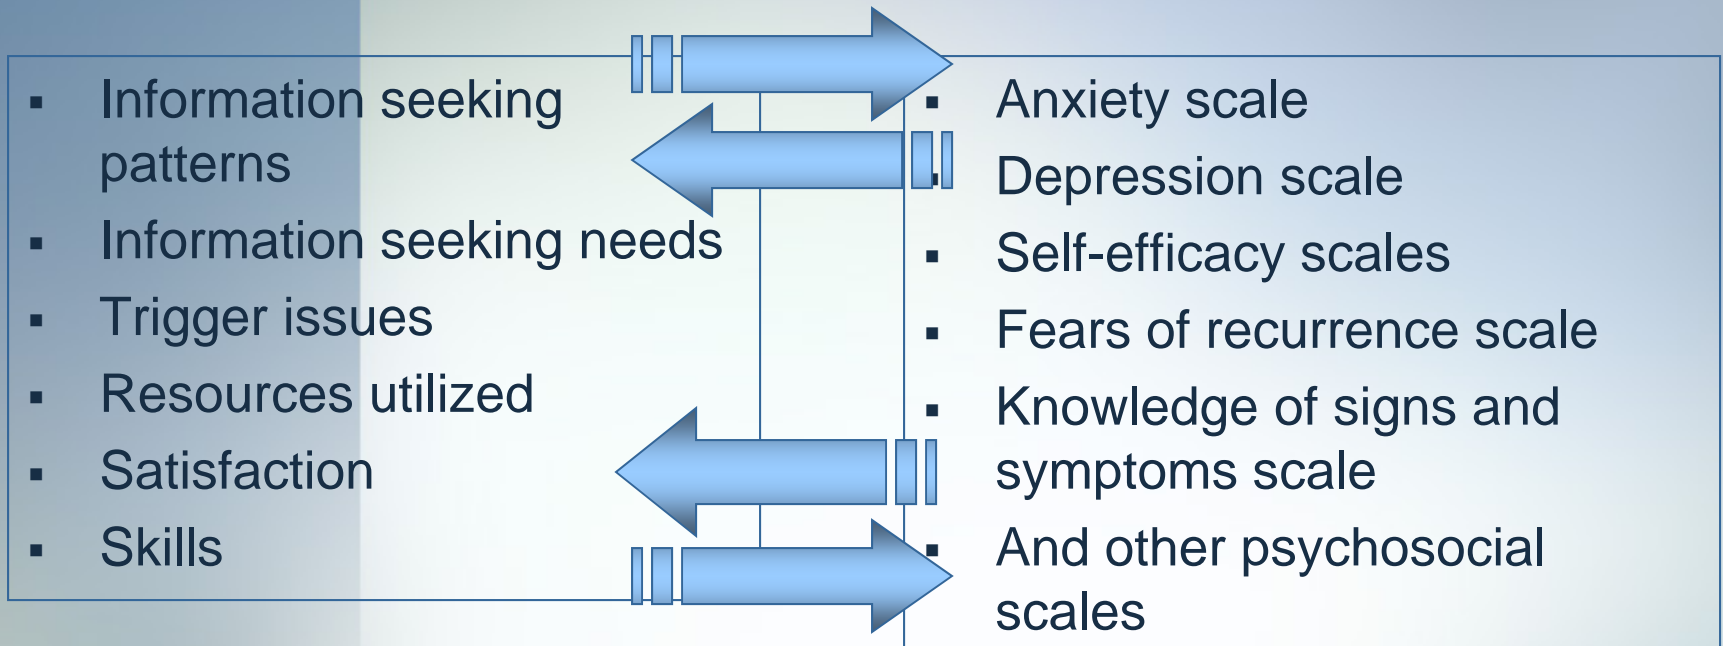 ▪ Information seeking
patterns
▪ Information seeking needs
▪ Trigger issues
▪ Resources utilized
▪ Satisfaction
▪ Skills
▪ Anxiety scale
▪ Depression scale
▪ Self-efficacy scales
▪ Fears of recurrence scale
▪ Knowledge of signs and
symptoms scale
▪ And other psychosocial
scales